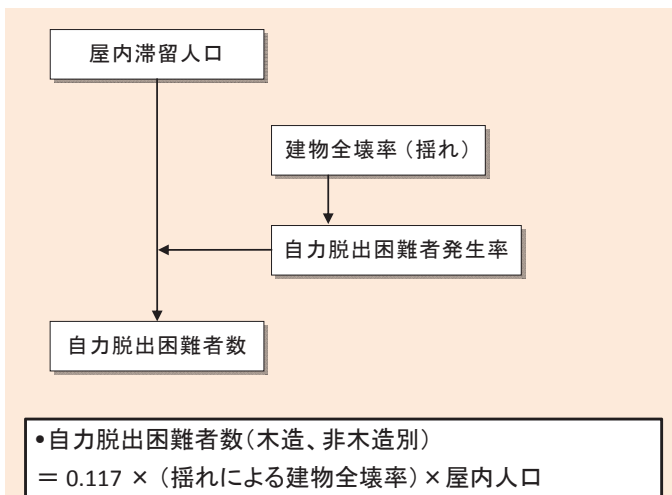 屋内滞留人口
建物全壊率（揺れ）
自力脱出困難者発生率
自力脱出困難者数
•自力脱出困難者数（木造、非木造別）
＝ 0.117 × （揺れによる建物全壊率）×屋内人口